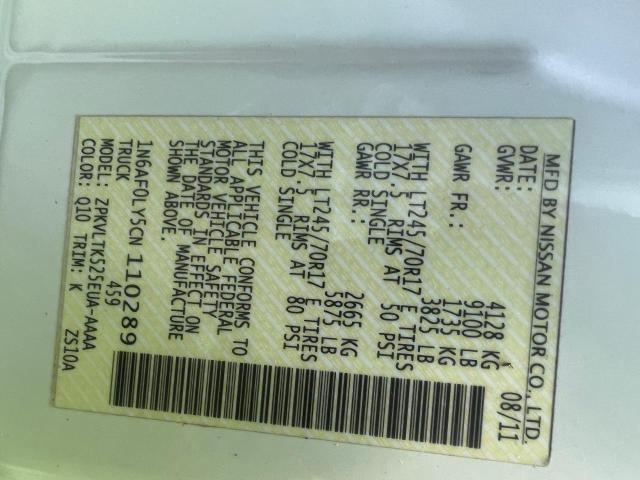 MFD BY NISSAN MOTOR CO., LTD.
DATE: 08/11
GVWR: 4128 KG
9100 LB
GAWR FR.: 1735 KG
3825 LB
WITH LT245/70R17 E TIRES
17X7.5 RIMS AT 50 PSI
COLD SINGLE
GAWR RR.: 2665 KG
5875 LB
WITH LT245/70R17 E TIRES
17X7.5 RIMS AT 80 PSI
COLD SINGLE
THIS VEHICLE CONFORMS TO
ALL APPLICABLE FEDERAL
MOTOR VEHICLE SAFETY
STANDARDS IN EFFECT ON
THE DATE OF MANUFACTURE
SHOWN ABOVE.
1N6AF0LY5CN110289
TRUCK 459
MODEL: ZPRVLTK525EUA-AAAA
COLOR: Q10 TRIM: K ZS10A